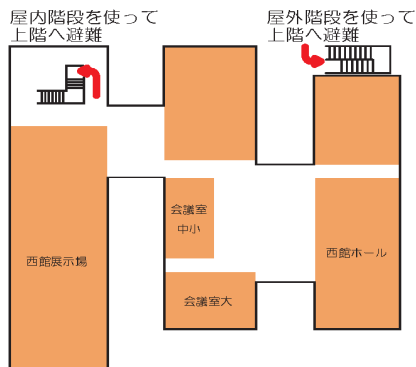 屋内階段を使って
上階へ避難
屋外階段を使って
上階へ避難
会議室
中小
西館展示場
西館ホール
会議室大